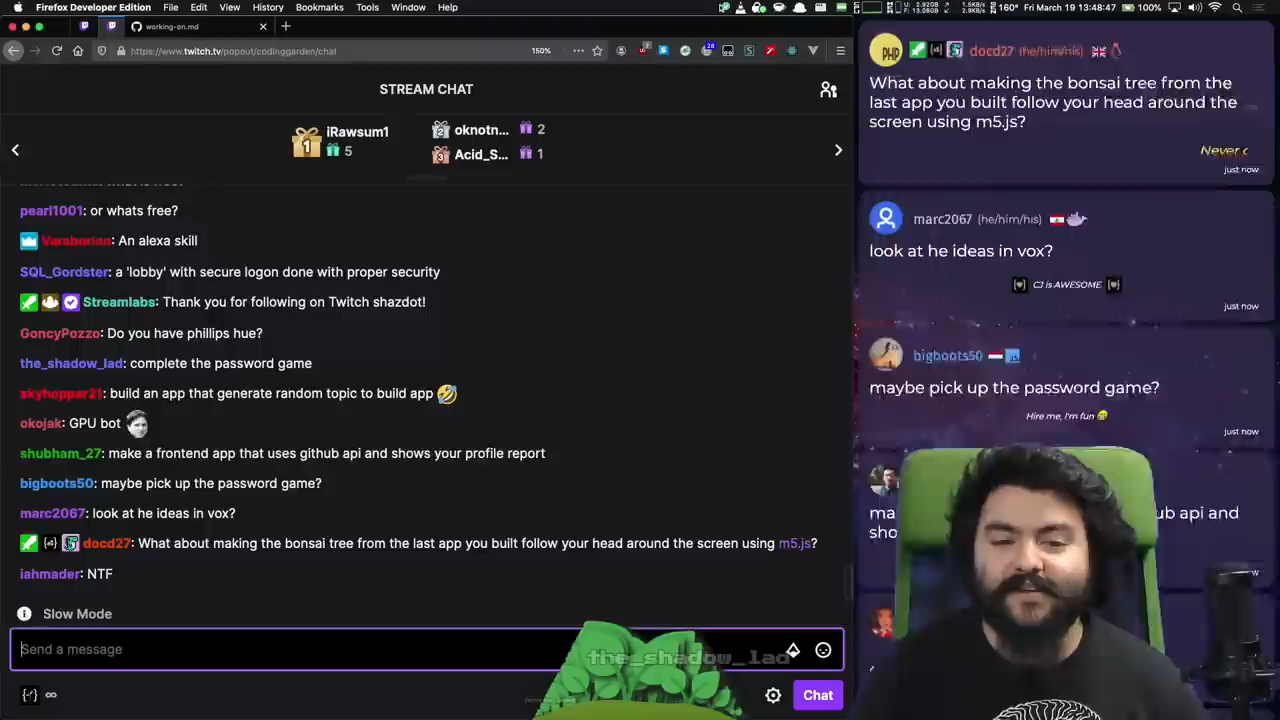 Firefox Developer Edition File Edit View History Bookmarks Tools Window Help
160° Fri March 19 13:48:47
100%
working-on.md
https://www.twitch.tv/popout/codinggarden/chat
150%
STREAM CHAT
iRawsum1
5
oknotn... 2
Acid_S... 1
pearl1001: or whats free?
Varaborion: An alexa skill
SQL_Gordster: a 'lobby' with secure logon done with proper security
Streamlabs: Thank you for following on Twitch shazdot!
GoncyPozzo: Do you have phillips hue?
the_shadow_lad: complete the password game
skyhopper21: build an app that generate random topic to build app
okojak: GPU bot
shubham_27: make a frontend app that uses github api and shows your profile report
bigboots50: maybe pick up the password game?
marc2067: look at he ideas in vox?
docd27: What about making the bonsai tree from the last app you built follow your head around the screen using m5.js?
iahmader: NTF
Slow Mode
Send a message
the_shadow_lad
Chat
PHP
docd27 (he/him/his)
What about making the bonsai tree from the
last app you built follow your head around the
screen using m5.js?
Never c
just now
marc2067 (he/him/his)
look at he ideas in vox?
CJ is AWESOME
just now
bigboots50
maybe pick up the password game?
Hire me, I'm fun
just now
ma
ub api and
sho